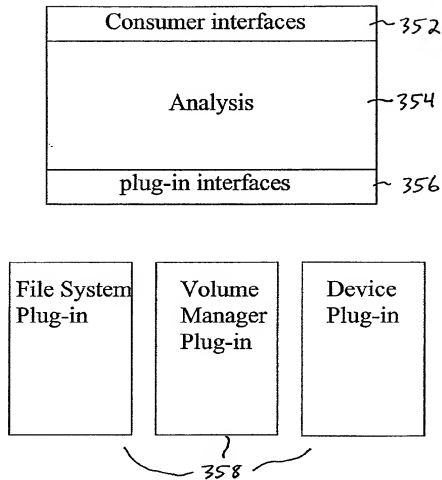 Consumer interfaces
352
Analysis
354
plug-in interfaces
356
File System
Plug-in
Volume
Manager
Plug-in
Device
Plug-in
358